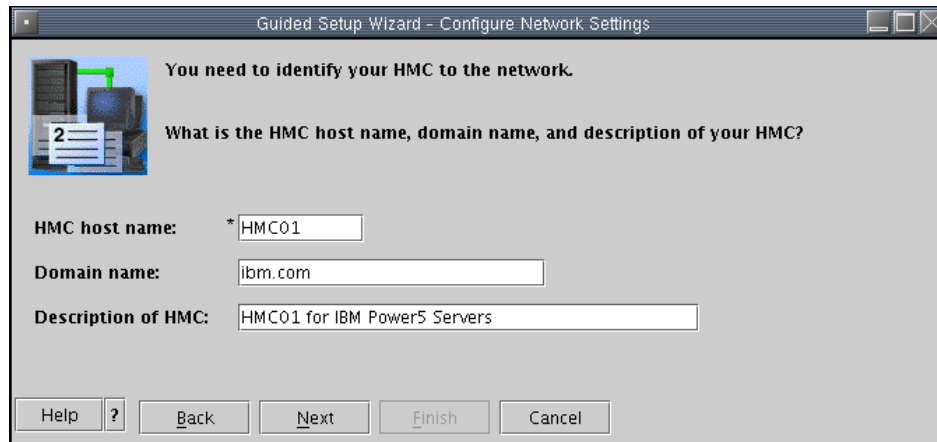 Guided Setup Wizard - Configure Network Settings
You need to identify your HMC to the network.
What is the HMC host name, domain name, and description of your HMC?
2
HMC host name: * HMC01
Domain name: ibm.com
Description of HMC: HMC01 for IBM Power5 Servers
Help ? Back Next Finish Cancel